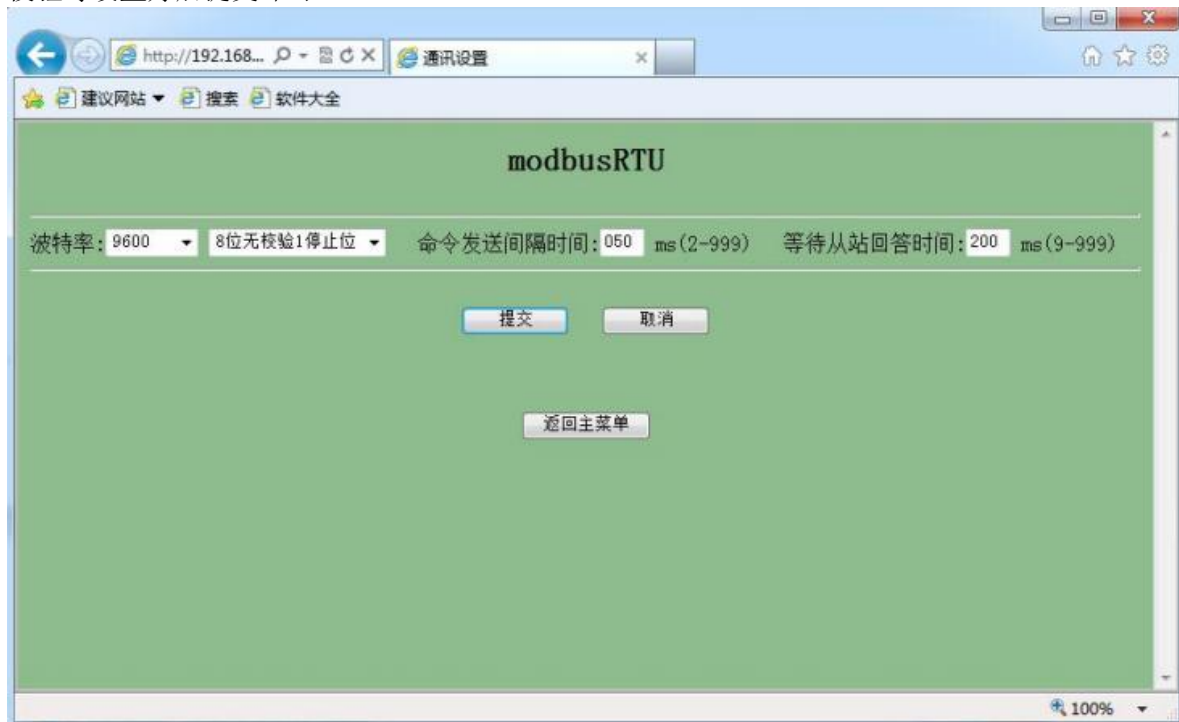 http://192.168... 通讯设置
建议网站 搜索 软件大全
modbusRTU
波特率: 9600 8位无校验1停止位 命令发送间隔时间: 050 ms(2-999) 等待从站回答时间: 200 ms(9-999)
提交 取消
返回主菜单
100%